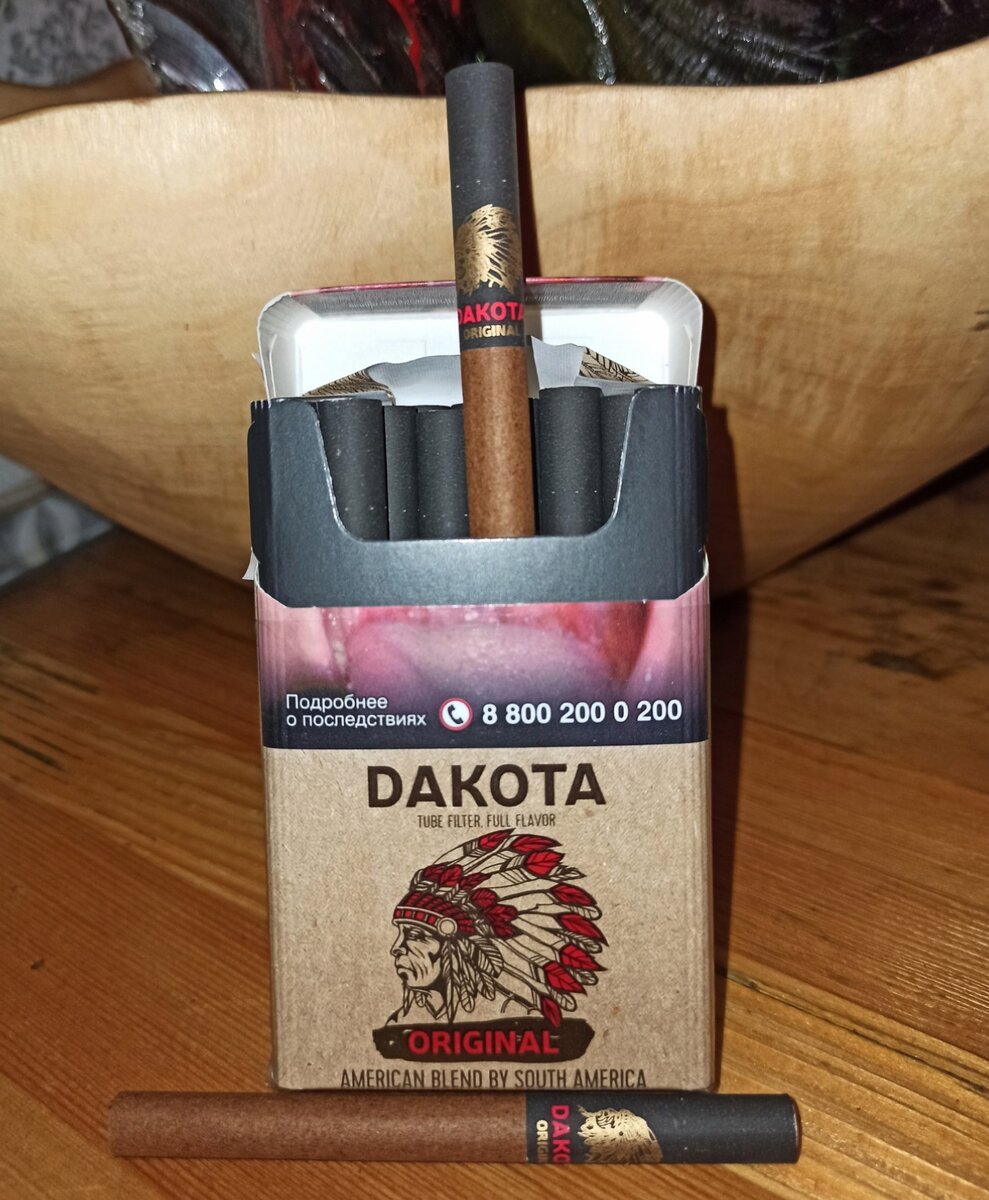 DAKOTA
ORIGINAL
Подробнее
о последствиях
8 800 200 0 200
DAKOTA
TUBE FILTER, FULL FLAVOR
ORIGINAL
AMERICAN BLEND BY SOUTH AMERICA
DAKO
ORIGIN